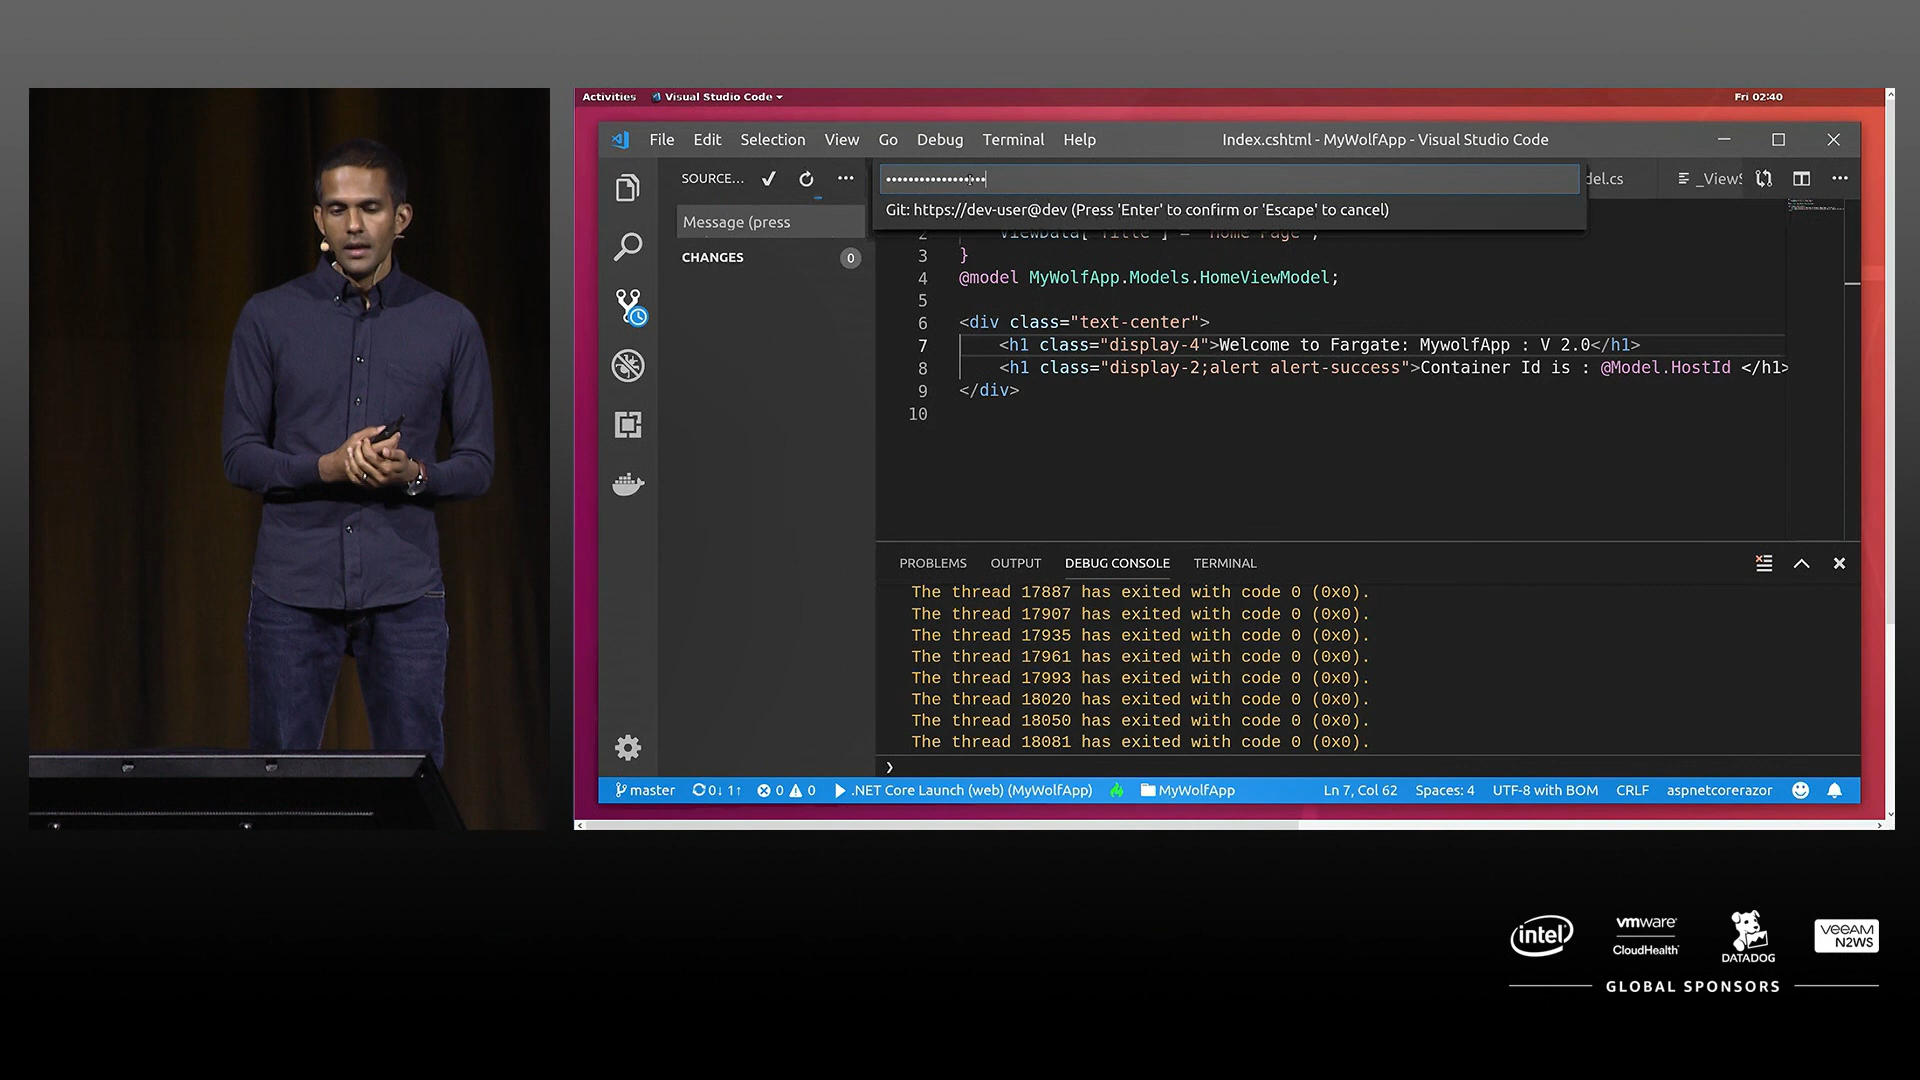 Activities
Visual Studio Code
Fri 02:40
File Edit Selection View Go Debug Terminal Help
Index.cshtml - MyWolfApp - Visual Studio Code
SOURCE...
del.cs
Git: https://dev-user@dev (Press 'Enter' to confirm or 'Escape' to cancel)
Message (press
CHANGES
0
2 ViewData["Title"] = "Home Page";
3 }
4 @model MyWolfApp.Models.HomeViewModel;
5
6 <div class="text-center">
7 <h1 class="display-4">Welcome to Fargate: MywolfApp : V 2.0</h1>
8 <h1 class="display-2;alert alert-success">Container Id is : @Model.HostId </h1>
9 </div>
10
PROBLEMS OUTPUT DEBUG CONSOLE TERMINAL
The thread 17887 has exited with code 0 (0x0).
The thread 17907 has exited with code 0 (0x0).
The thread 17935 has exited with code 0 (0x0).
The thread 17961 has exited with code 0 (0x0).
The thread 17993 has exited with code 0 (0x0).
The thread 18020 has exited with code 0 (0x0).
The thread 18050 has exited with code 0 (0x0).
The thread 18081 has exited with code 0 (0x0).
master 0↓ 1↑ 0 0 .NET Core Launch (web) (MyWolfApp) MyWolfApp Ln 7, Col 62 Spaces: 4 UTF-8 with BOM CRLF aspnetcorerazor
intel
vmware
CloudHealth
DATADOG
VEEAM
N2WS
GLOBAL SPONSORS